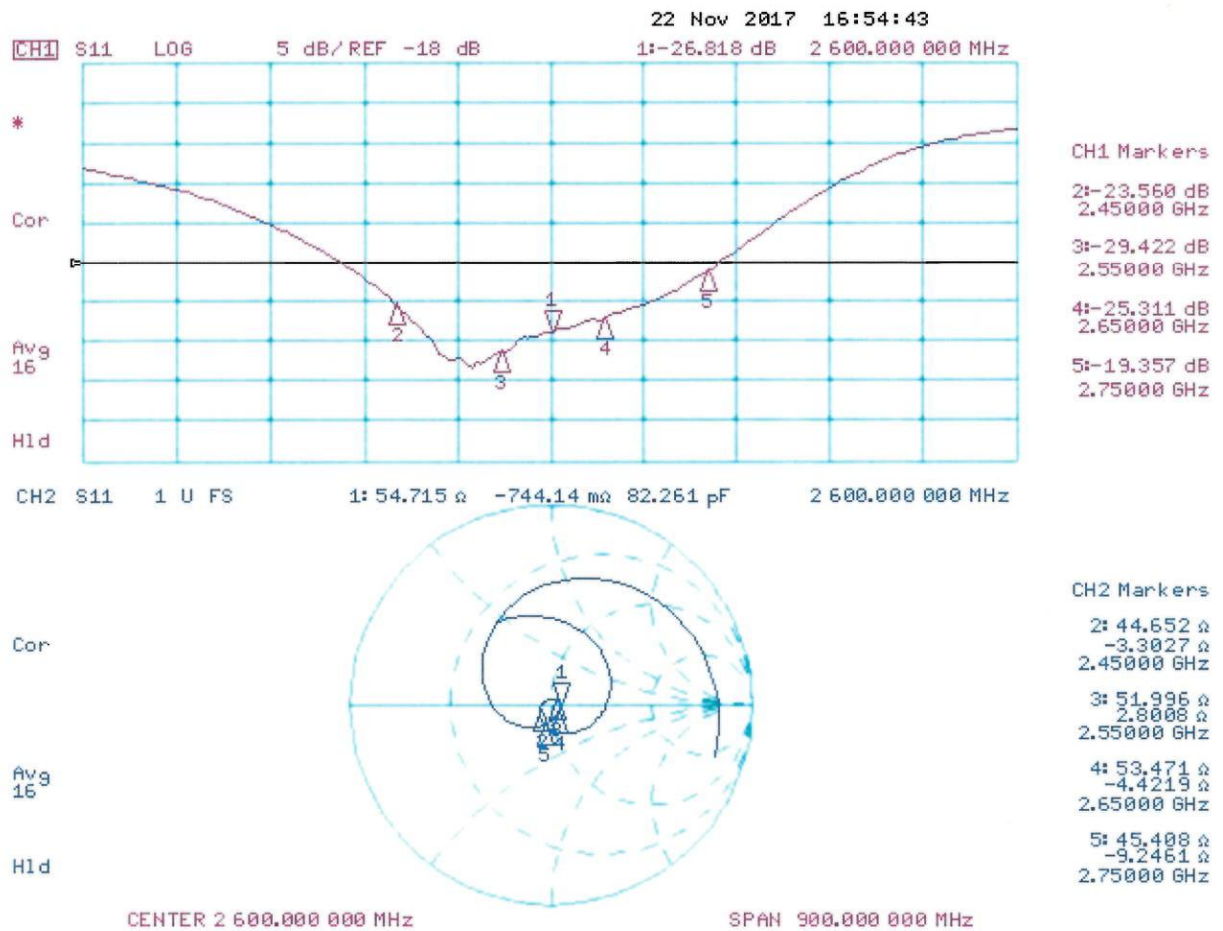 22 Nov 2017 16:54:43
CH1 S11 LOG 5 dB/REF -18 dB 1:-26.818 dB 2 600.000 000 MHz
*
CH1 Markers
2:-23.560 dB
2.45000 GHz
Cor
3:-29.422 dB
2.55000 GHz
4:-25.311 dB
2.65000 GHz
Avg
16
5:-19.357 dB
2.75000 GHz
Hld
1
2
3
4
5
CH2 S11 1 U FS 1: 54.715 Ω -744.14 mΩ 82.261 pF 2 600.000 000 MHz
CH2 Markers
2: 44.652 Ω
-3.3027 Ω
2.45000 GHz
Cor
3: 51.996 Ω
2.8008 Ω
2.55000 GHz
4: 53.471 Ω
-4.4219 Ω
2.65000 GHz
Avg
16
5: 45.408 Ω
-9.2461 Ω
2.75000 GHz
Hld
1
4
5
CENTER 2 600.000 000 MHz SPAN 900.000 000 MHz